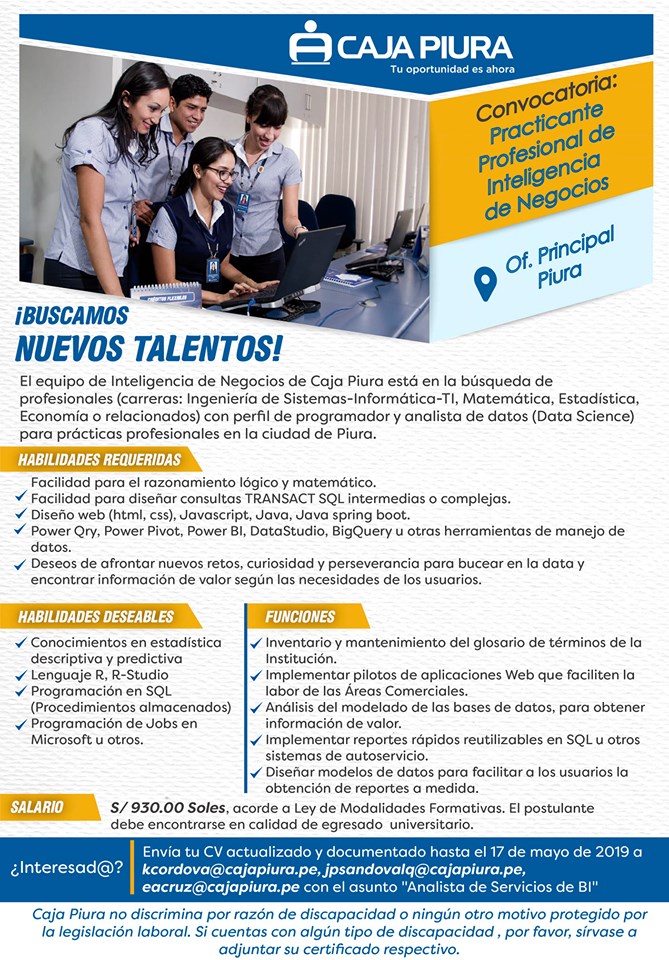 CAJA PIURA
Tu oportunidad es ahora
Convocatoria:
Practicante
Profesional de
Inteligencia
de Negocios
Of. Principal
Piura
CRÉDITOS FLEXIBLES
¡BUSCAMOS
NUEVOS TALENTOS!
El equipo de Inteligencia de Negocios de Caja Piura está en la búsqueda de
profesionales (carreras: Ingeniería de Sistemas-Informática-TI, Matemática, Estadística,
Economía o relacionados) con perfil de programador y analista de datos (Data Science)
para prácticas profesionales en la ciudad de Piura.
HABILIDADES REQUERIDAS
Facilidad para el razonamiento lógico y matemático.
Facilidad para diseñar consultas TRANSACT SQL intermedias o complejas.
Diseño web (html, css), Javascript, Java, Java spring boot.
Power Qry, Power Pivot, Power BI, DataStudio, BigQuery u otras herramientas de manejo de
datos.
Deseos de afrontar nuevos retos, curiosidad y perseverancia para bucear en la data y
encontrar información de valor según las necesidades de los usuarios.
HABILIDADES DESEABLES
Conocimientos en estadística
descriptiva y predictiva
Lenguaje R, R-Studio
Programación en SQL
(Procedimientos almacenados)
Programación de Jobs en
Microsoft u otros.
FUNCIONES
Inventario y mantenimiento del glosario de términos de la
Institución.
Implementar pilotos de aplicaciones Web que faciliten la
labor de las Áreas Comerciales.
Análisis del modelado de las bases de datos, para obtener
información de valor.
Implementar reportes rápidos reutilizables en SQL u otros
sistemas de autoservicio.
Diseñar modelos de datos para facilitar a los usuarios la
obtención de reportes a medida.
SALARIO
S/ 930.00 Soles, acorde a Ley de Modalidades Formativas. El postulante
debe encontrarse en calidad de egresado universitario.
¿Interesad@?
Envía tu CV actualizado y documentado hasta el 17 de mayo de 2019 a
kcordova@cajapiura.pe, jpsandovalq@cajapiura.pe,
eacruz@cajapiura.pe con el asunto "Analista de Servicios de BI"
Caja Piura no discrimina por razón de discapacidad o ningún otro motivo protegido por
la legislación laboral. Si cuentas con algún tipo de discapacidad , por favor, sírvase a
adjuntar su certificado respectivo.